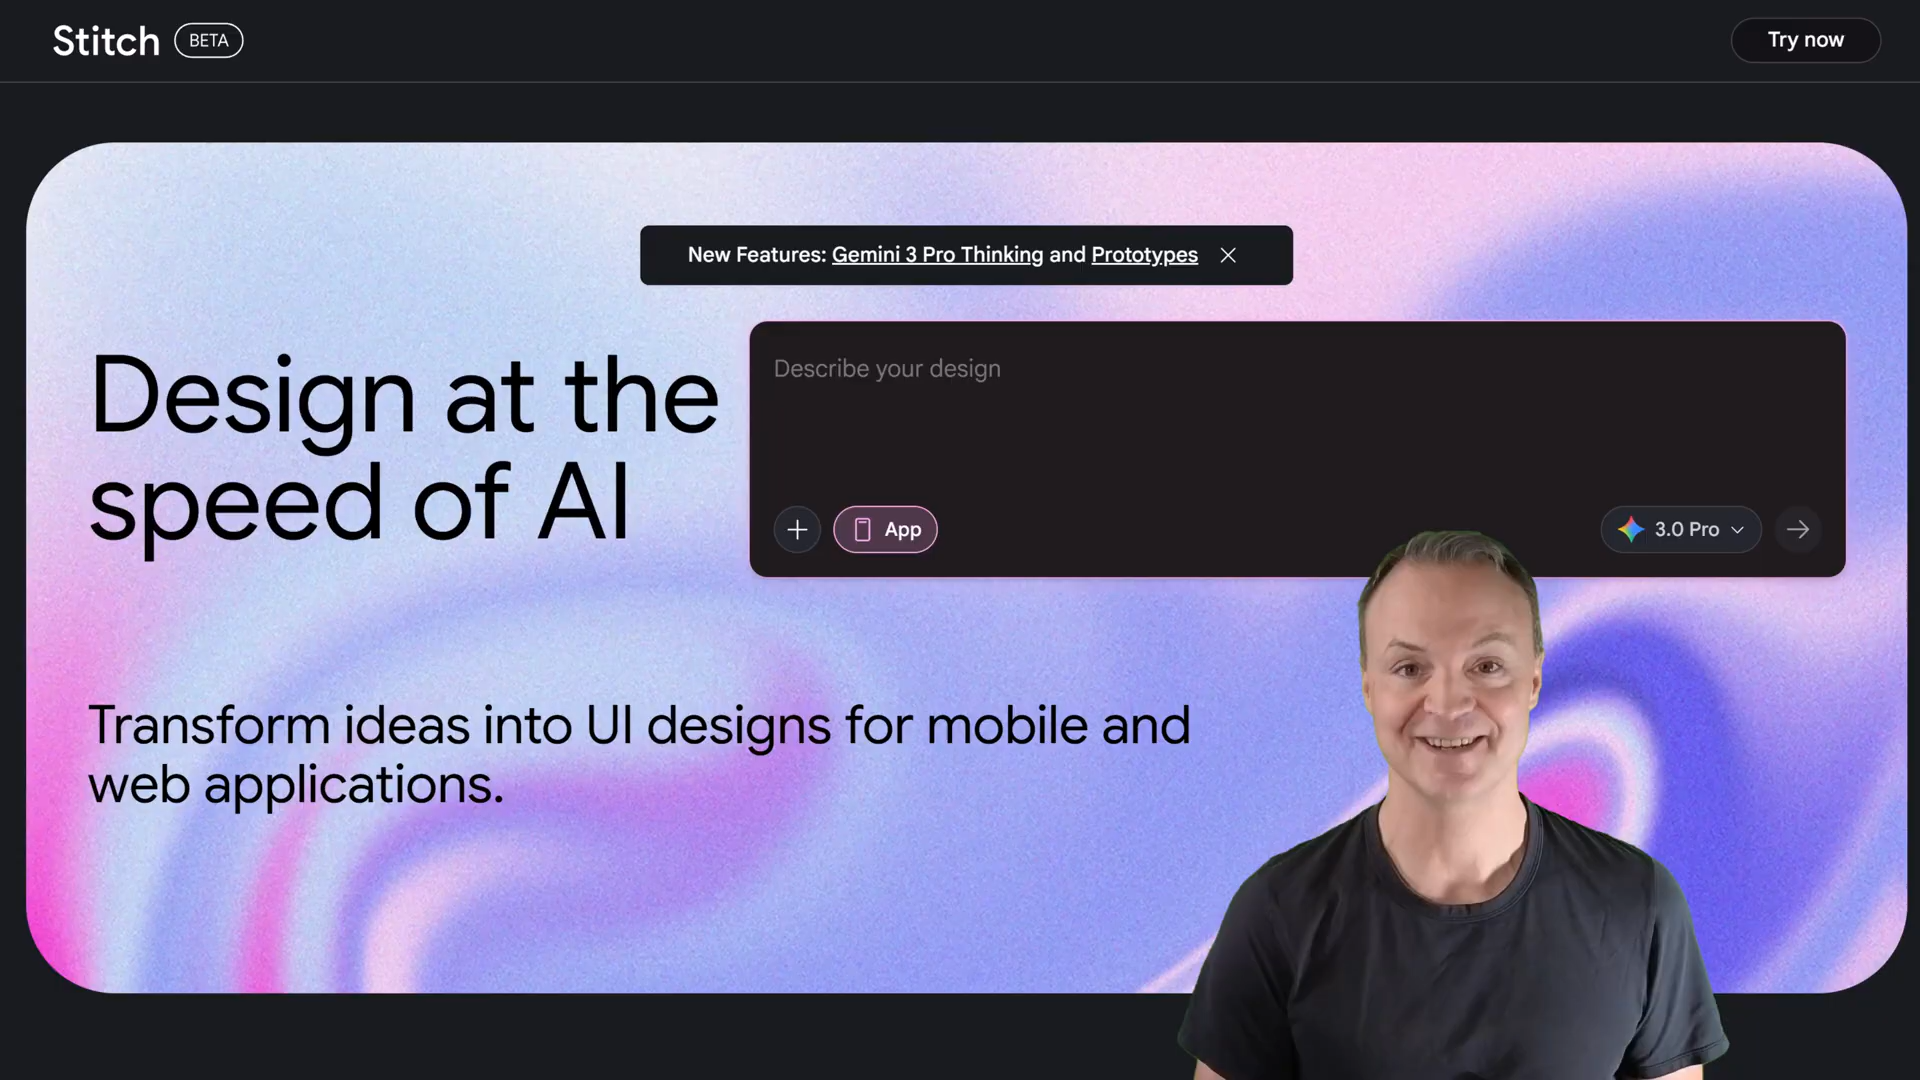 Stitch BETA
Try now
New Features: Gemini 3 Pro Thinking and Prototypes
Design at the
speed of AI
Describe your design
App
3.0 Pro
Transform ideas into UI designs for mobile and
web applications.